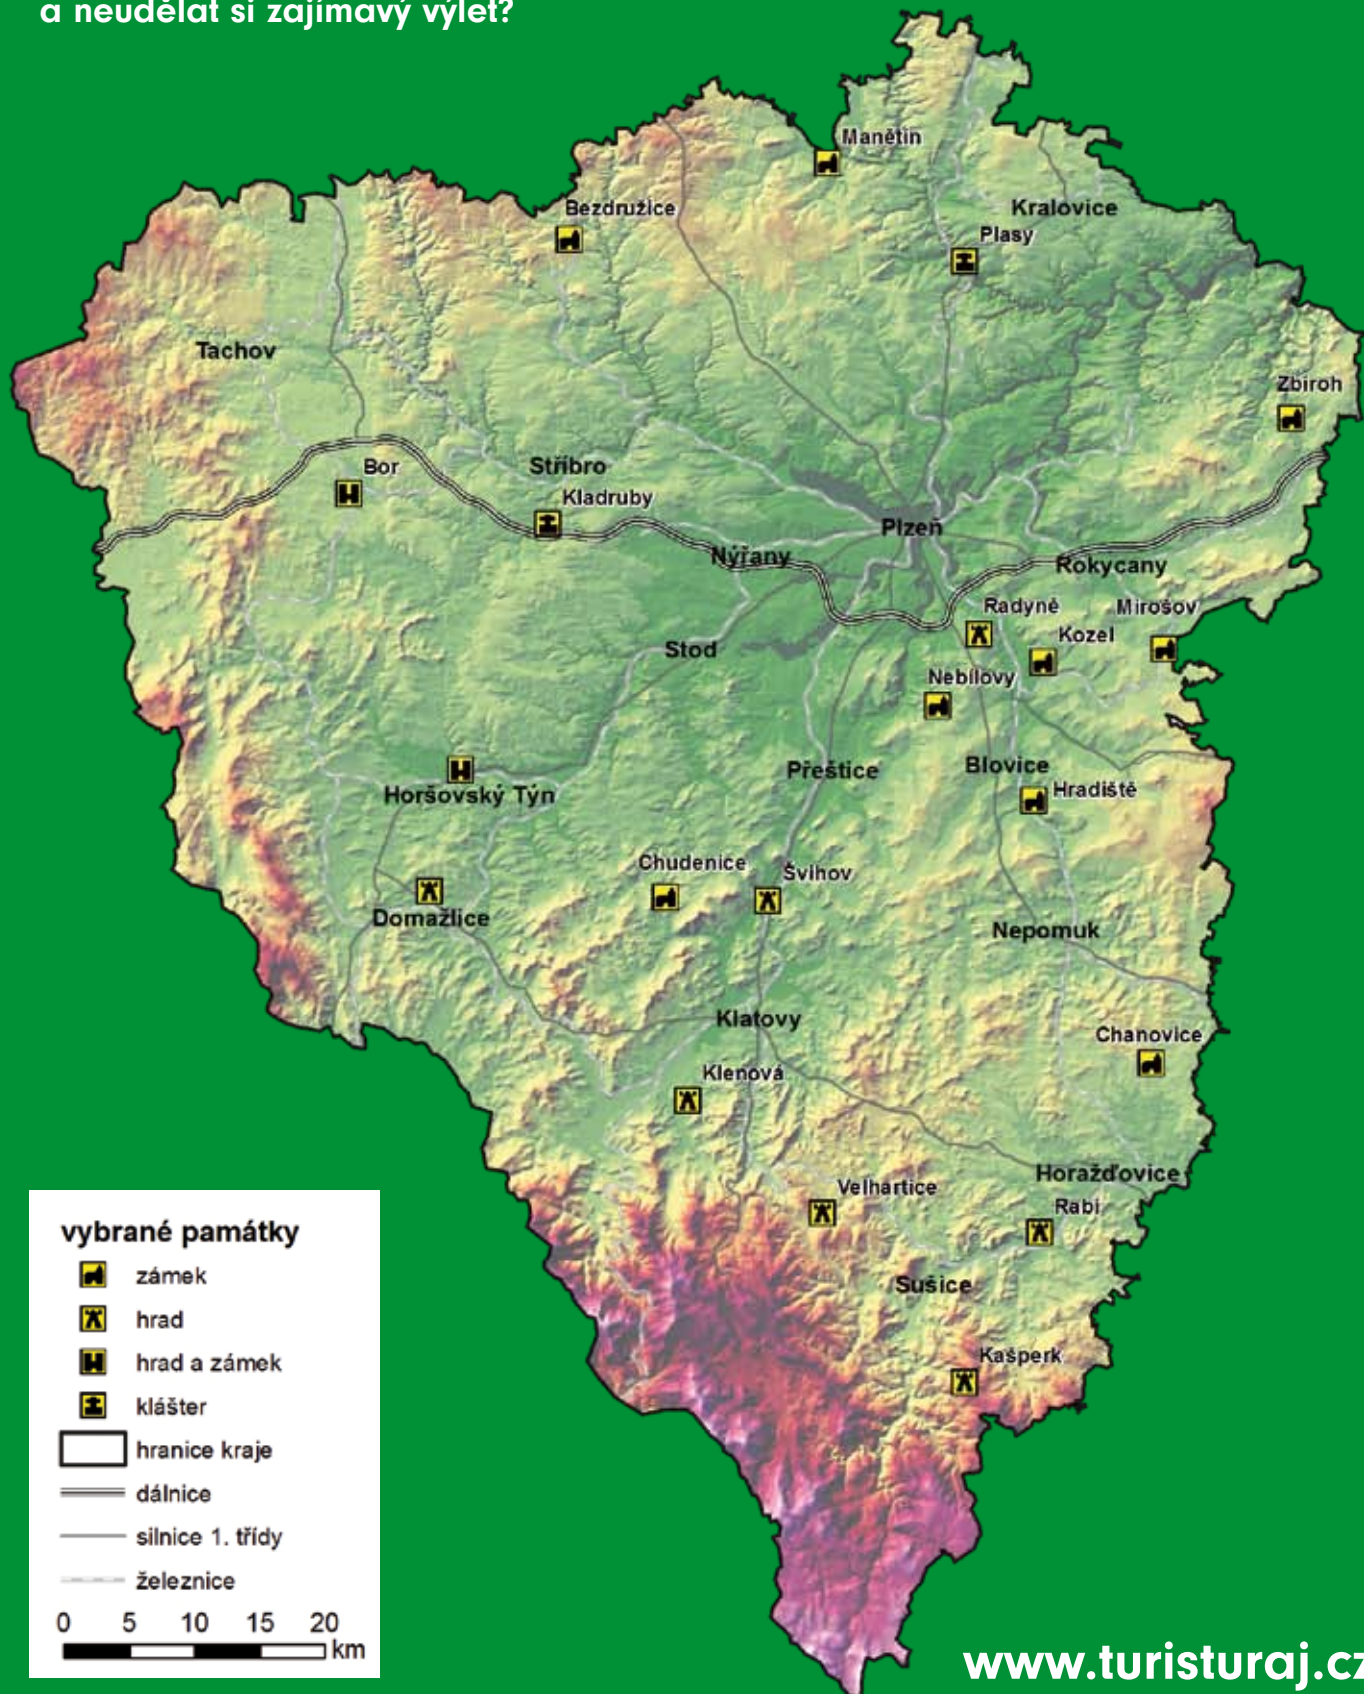 a neudělat si zajímavý výlet?
Manětín
Bezdružice
Kralovice
Plasy
Tachov
Zbiroh
Bor
Stříbro
Kladruby
Plzeň
Nýřany
Rokycany
Radyně
Mirošov
Kozel
Stod
Nebílovy
Přeštice
Blovice
Hradiště
Horšovský Týn
Chudenice
Švihov
Domažlice
Nepomuk
Klatovy
Chanovice
Klenová
Horažďovice
Velhartice
Rabí
Sušice
Kašperk
vybrané památky
zámek
hrad
hrad a zámek
klášter
hranice kraje
dálnice
silnice 1. třídy
železnice
0 5 10 15 20
km
www.turisturaj.cz